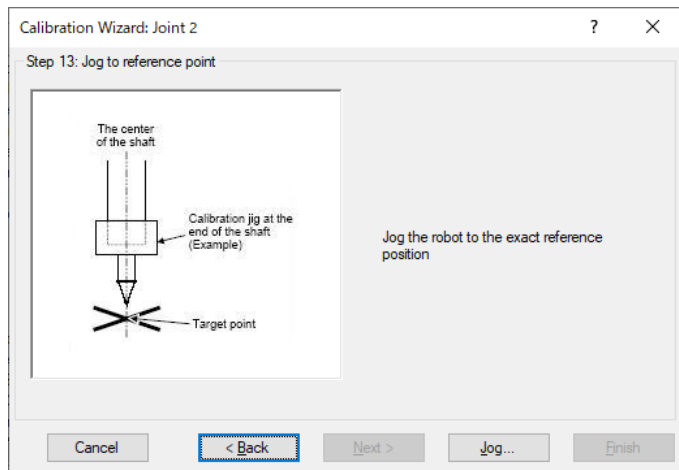 Calibration Wizard: Joint 2
?
Step 13: Jog to reference point
The center
of the shaft
Calibration jig at the
end of the shaft
(Example)
Target point
Jog the robot to the exact reference
position
Cancel
< Back
Next >
Jog...
Finish